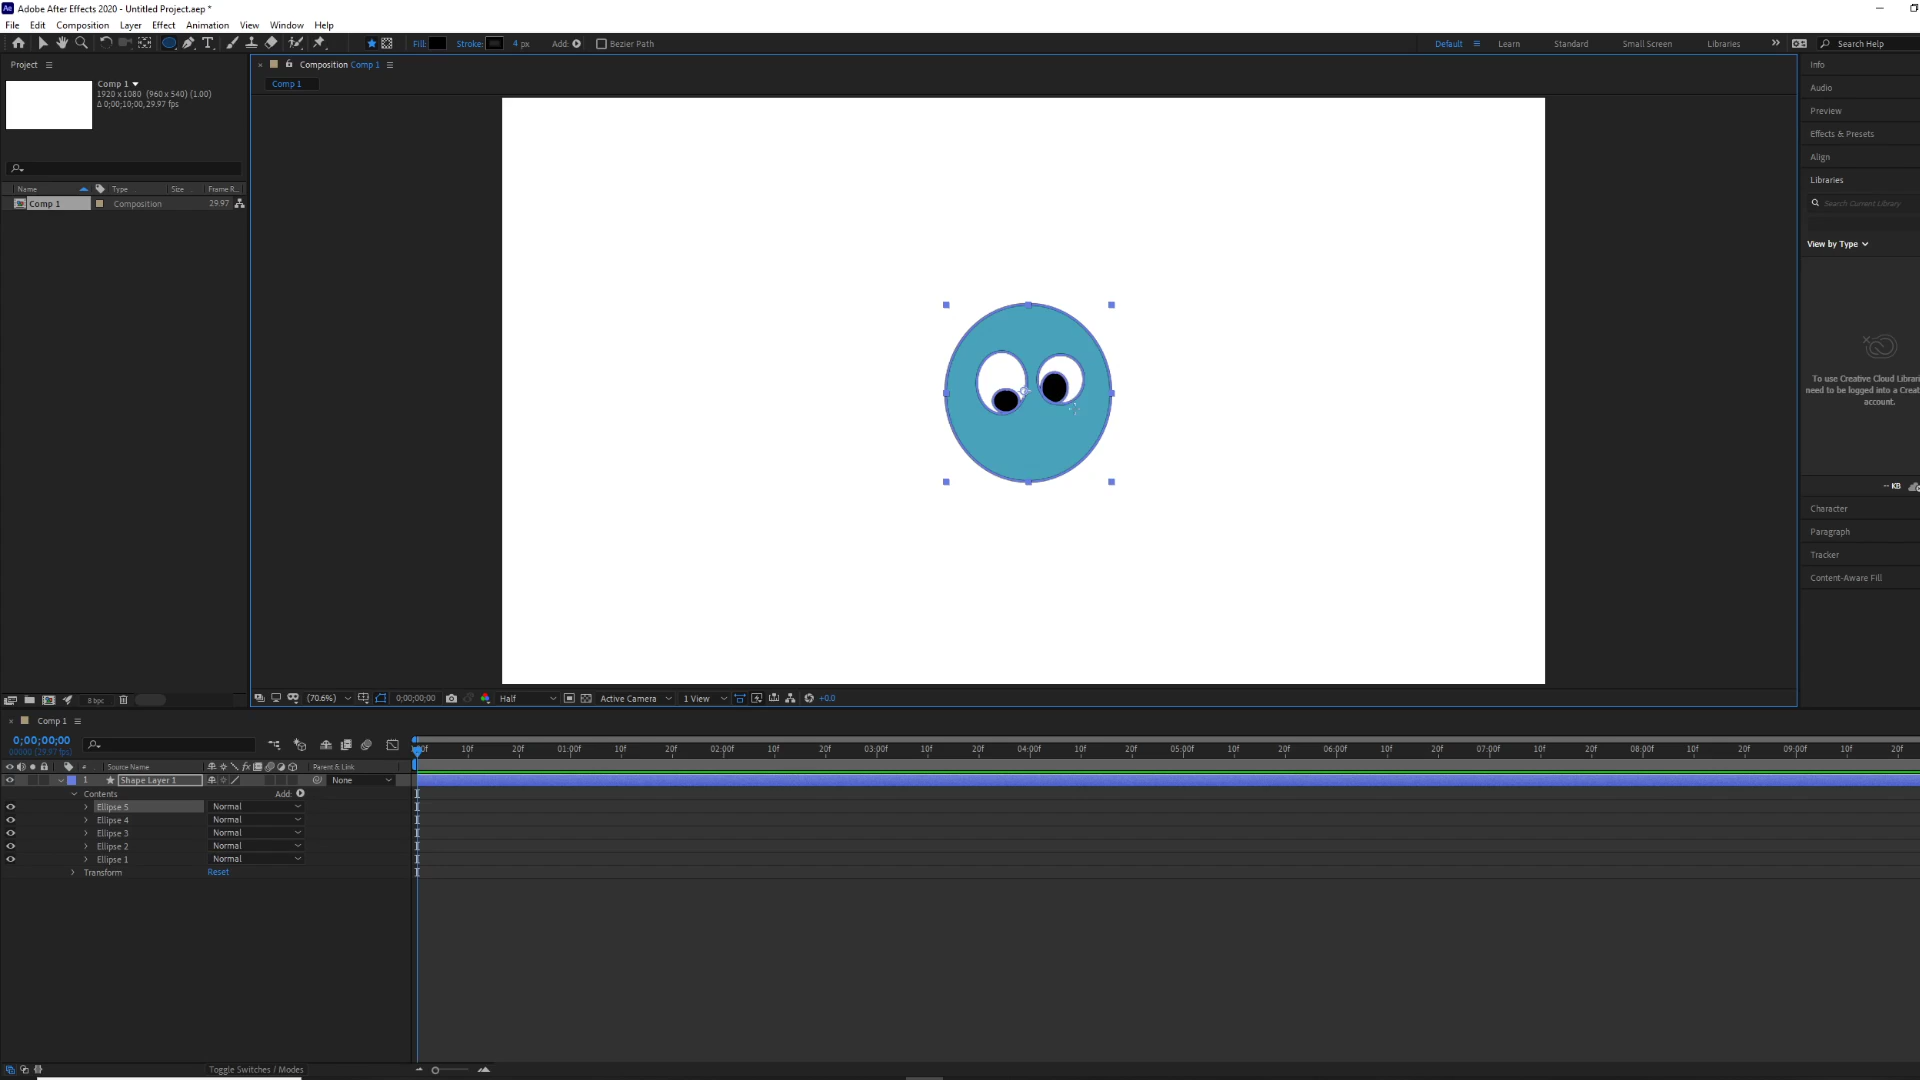 Adobe After Effects 2020 - Untitled Project.aep *
File Edit Composition Layer Effect Animation View Window Help
Fill: Stroke: 4 px Add: Bezier Path Default Learn Standard Small Screen Libraries Search Help
Project
Comp 1
1920 x 1080 (960 x 540) (1.00)
Δ 0;00;10;00, 29.97 fps
Name Type Size Frame R...
Comp 1 Composition 29.97
8 bpc
Composition Comp 1
Comp 1
(70.6%) 0;00;00;00 Half Active Camera 1 View +0.0
Info
Audio
Preview
Effects & Presets
Align
Libraries
Search Current Library
View by Type
To use Creative Cloud Librari
need to be logged into a Creat
account.
-- KB
Character
Paragraph
Tracker
Content-Aware Fill
Comp 1
0;00;00;00
00000 (29.97 fps)
:00f 10f 20f 01:00f 10f 20f 02:00f 10f 20f 03:00f 10f 20f 04:00f 10f 20f 05:00f 10f 20f 06:00f 10f 20f 07:00f 10f 20f 08:00f 10f 20f 09:00f 10f 20f
# Source Name Parent & Link
1 Shape Layer 1 None
Contents Add:
Ellipse 5 Normal
Ellipse 4 Normal
Ellipse 3 Normal
Ellipse 2 Normal
Ellipse 1 Normal
Transform Reset
Toggle Switches / Modes